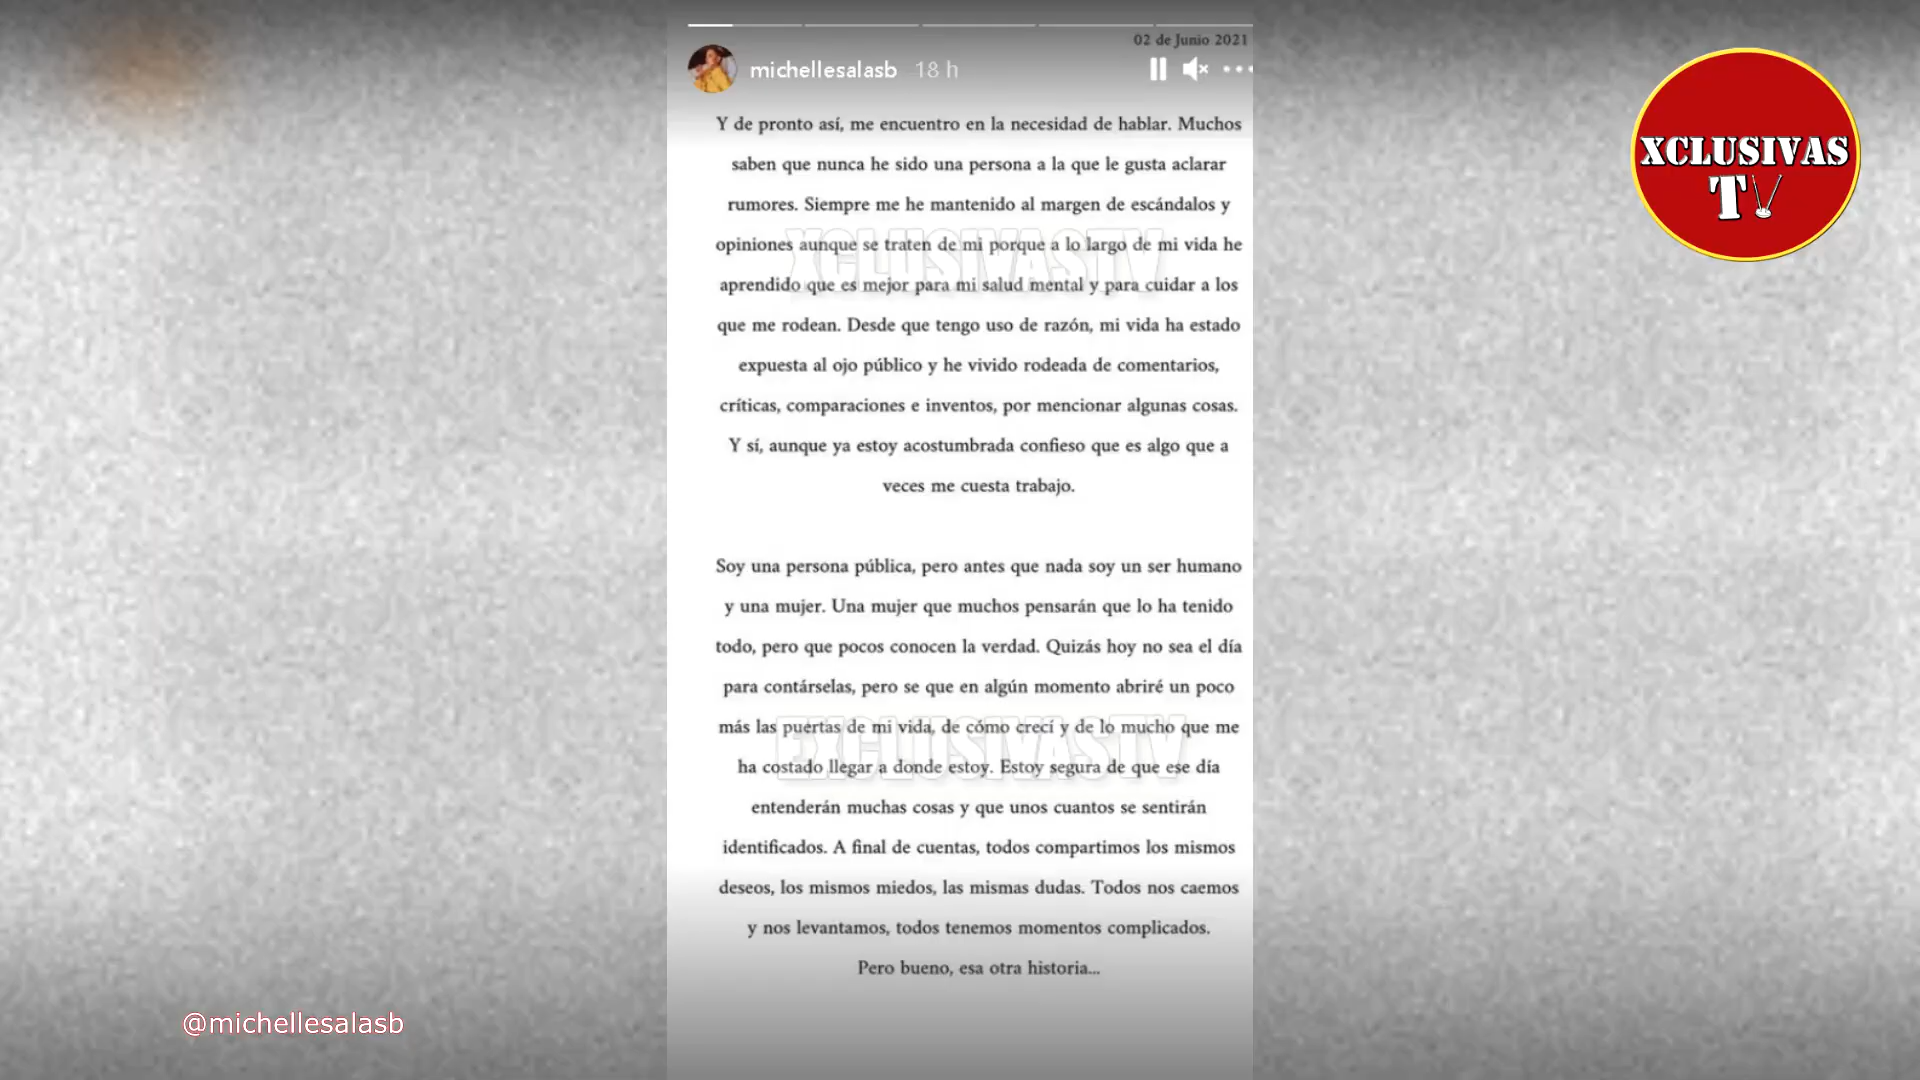 02 de Junio 2021
michellesalasb 18 h
XCLUSIVAS
TV
Y de pronto así, me encuentro en la necesidad de hablar. Muchos
saben que nunca he sido una persona a la que le gusta aclarar
rumores. Siempre me he mantenido al margen de escándalos y
opiniones aunque se traten de mi porque a lo largo de mi vida he
XCLUSIVASTV
aprendido que es mejor para mi salud mental y para cuidar a los
que me rodean. Desde que tengo uso de razón, mi vida ha estado
expuesta al ojo público y he vivido rodeada de comentarios,
críticas, comparaciones e inventos, por mencionar algunas cosas.
Y sí, aunque ya estoy acostumbrada confieso que es algo que a
veces me cuesta trabajo.
Soy una persona pública, pero antes que nada soy un ser humano
y una mujer. Una mujer que muchos pensarán que lo ha tenido
todo, pero que pocos conocen la verdad. Quizás hoy no sea el día
para contárselas, pero se que en algún momento abriré un poco
más las puertas de mi vida, de cómo crecí y de lo mucho que me
EXCLUSIVASTV
ha costado llegar a donde estoy. Estoy segura de que ese día
entenderán muchas cosas y que unos cuantos se sentirán
identificados. A final de cuentas, todos compartimos los mismos
deseos, los mismos miedos, las mismas dudas. Todos nos caemos
y nos levantamos, todos tenemos momentos complicados.
Pero bueno, esa otra historia...
@michellesalasb